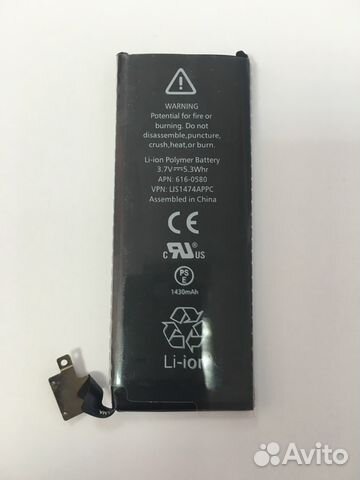 WARNING
Potential for fire or
burning. Do not
disassemble,puncture,
crush,heat,or burn.
Li-ion Polymer Battery
3.7V⎓5.3Whr
APN: 616-0580
VPN: LIS1474APPC
Assembled in China
CE
c RU US
PS
E
1430mAh
Li-ion
Avito